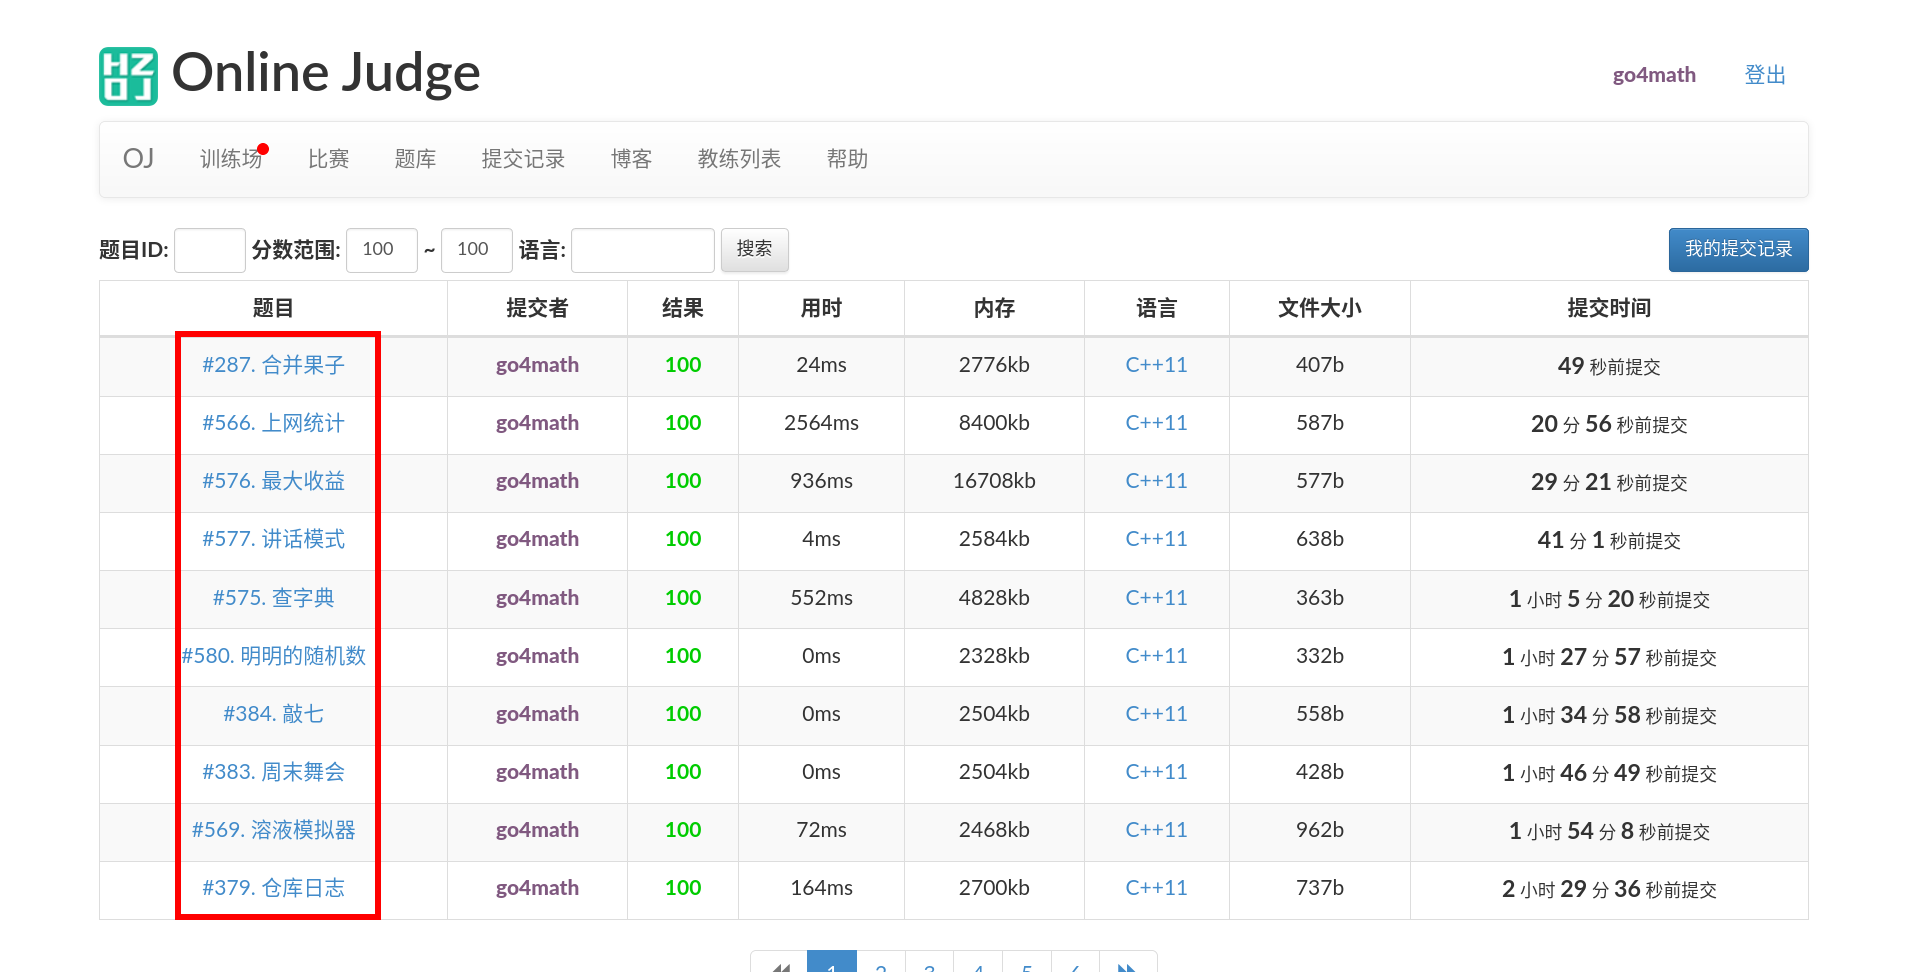 HZOJ Online Judge go4math 登出
OJ 训练场 比赛 题库 提交记录 博客 教练列表 帮助
题目ID: 分数范围: 100 ~ 100 语言: 搜索 我的提交记录
题目 提交者 结果 用时 内存 语言 文件大小 提交时间
#287. 合并果子 go4math 100 24ms 2776kb C++11 407b 49 秒前提交
#566. 上网统计 go4math 100 2564ms 8400kb C++11 587b 20 分 56 秒前提交
#576. 最大收益 go4math 100 936ms 16708kb C++11 577b 29 分 21 秒前提交
#577. 讲话模式 go4math 100 4ms 2584kb C++11 638b 41 分 1 秒前提交
#575. 查字典 go4math 100 552ms 4828kb C++11 363b 1 小时 5 分 20 秒前提交
#580. 明明的随机数 go4math 100 0ms 2328kb C++11 332b 1 小时 27 分 57 秒前提交
#384. 敲七 go4math 100 0ms 2504kb C++11 558b 1 小时 34 分 58 秒前提交
#383. 周末舞会 go4math 100 0ms 2504kb C++11 428b 1 小时 46 分 49 秒前提交
#569. 溶液模拟器 go4math 100 72ms 2468kb C++11 962b 1 小时 54 分 8 秒前提交
#379. 仓库日志 go4math 100 164ms 2700kb C++11 737b 2 小时 29 分 36 秒前提交
1 2 3 4 5 6